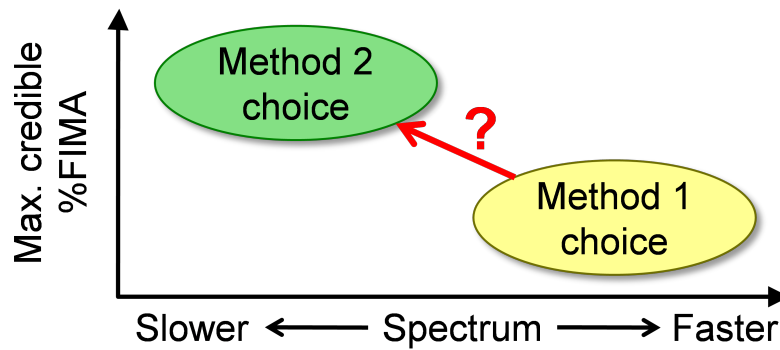 Max. credible
%FIMA
Method 2
choice
?
Method 1
choice
Slower
Spectrum
Faster